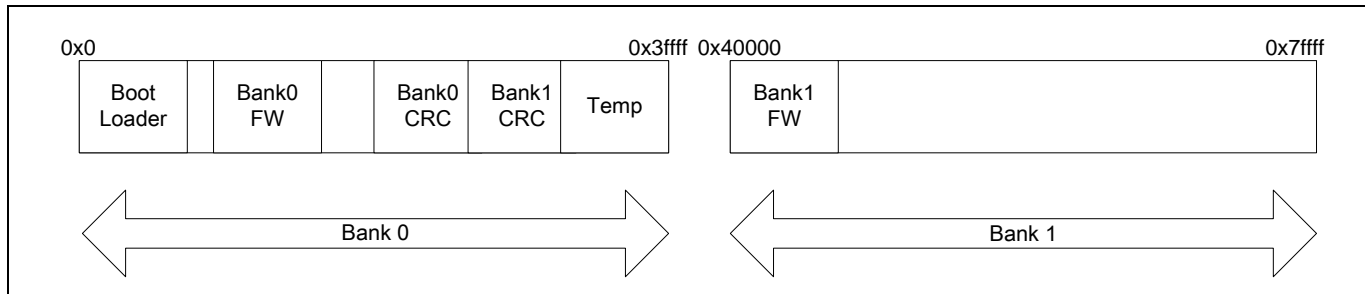 0x0 0x3ffff 0x40000 0x7ffff
Boot Loader
Bank0 FW
Bank0 CRC
Bank1 CRC
Temp
Bank1 FW
Bank 0 Bank 1